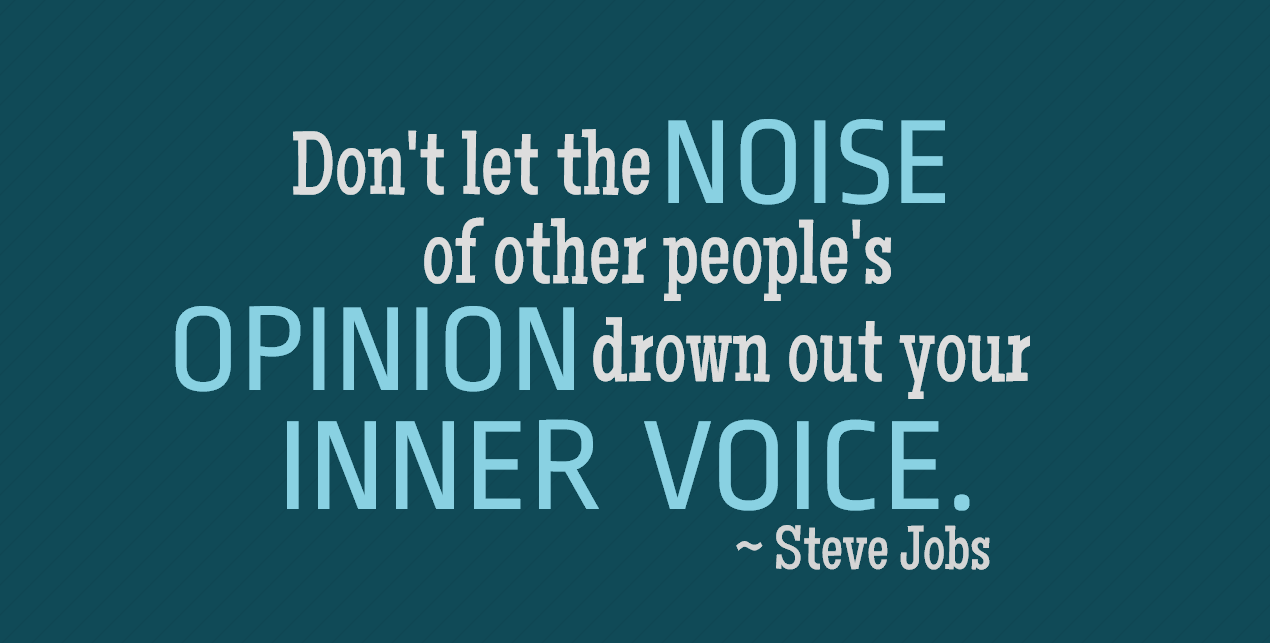 Don't let the NOISE
of other people's
OPINION drown out your
INNER VOICE.
~ Steve Jobs